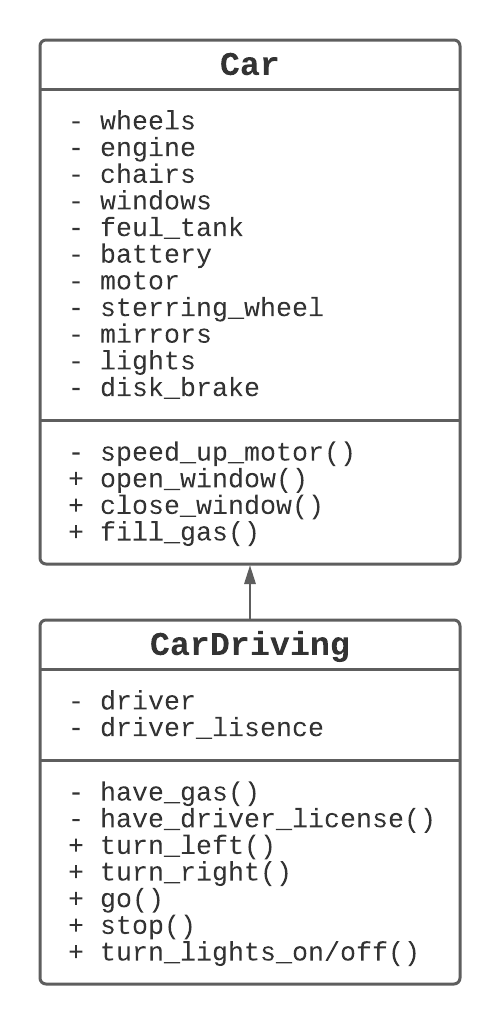 Car
- wheels
- engine
- chairs
- windows
- feul_tank
- battery
- motor
- sterring_wheel
- mirrors
- lights
- disk_brake
- speed_up_motor()
+ open_window()
+ close_window()
+ fill_gas()
CarDriving
- driver
- driver_lisence
- have_gas()
- have_driver_license()
+ turn_left()
+ turn_right()
+ go()
+ stop()
+ turn_lights_on/off()